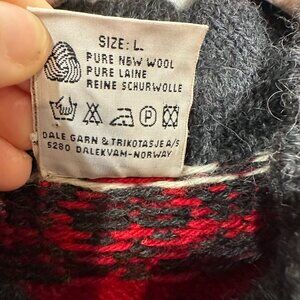 SIZE: L
PURE NEW WOOL
PURE LAINE
REINE SCHURWOLLE
P
DALE GARN & TRIKOTASJE A/S
5280 DALEKVAM-NORWAY